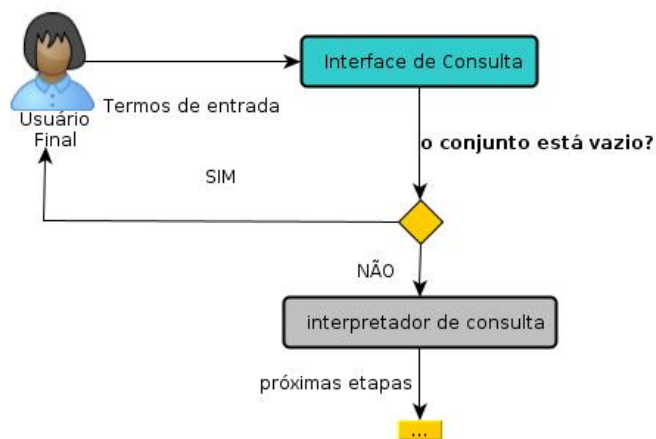 Interface de Consulta
Termos de entrada
Usuário
Final
o conjunto está vazio?
SIM
NÃO
interpretador de consulta
próximas etapas
...